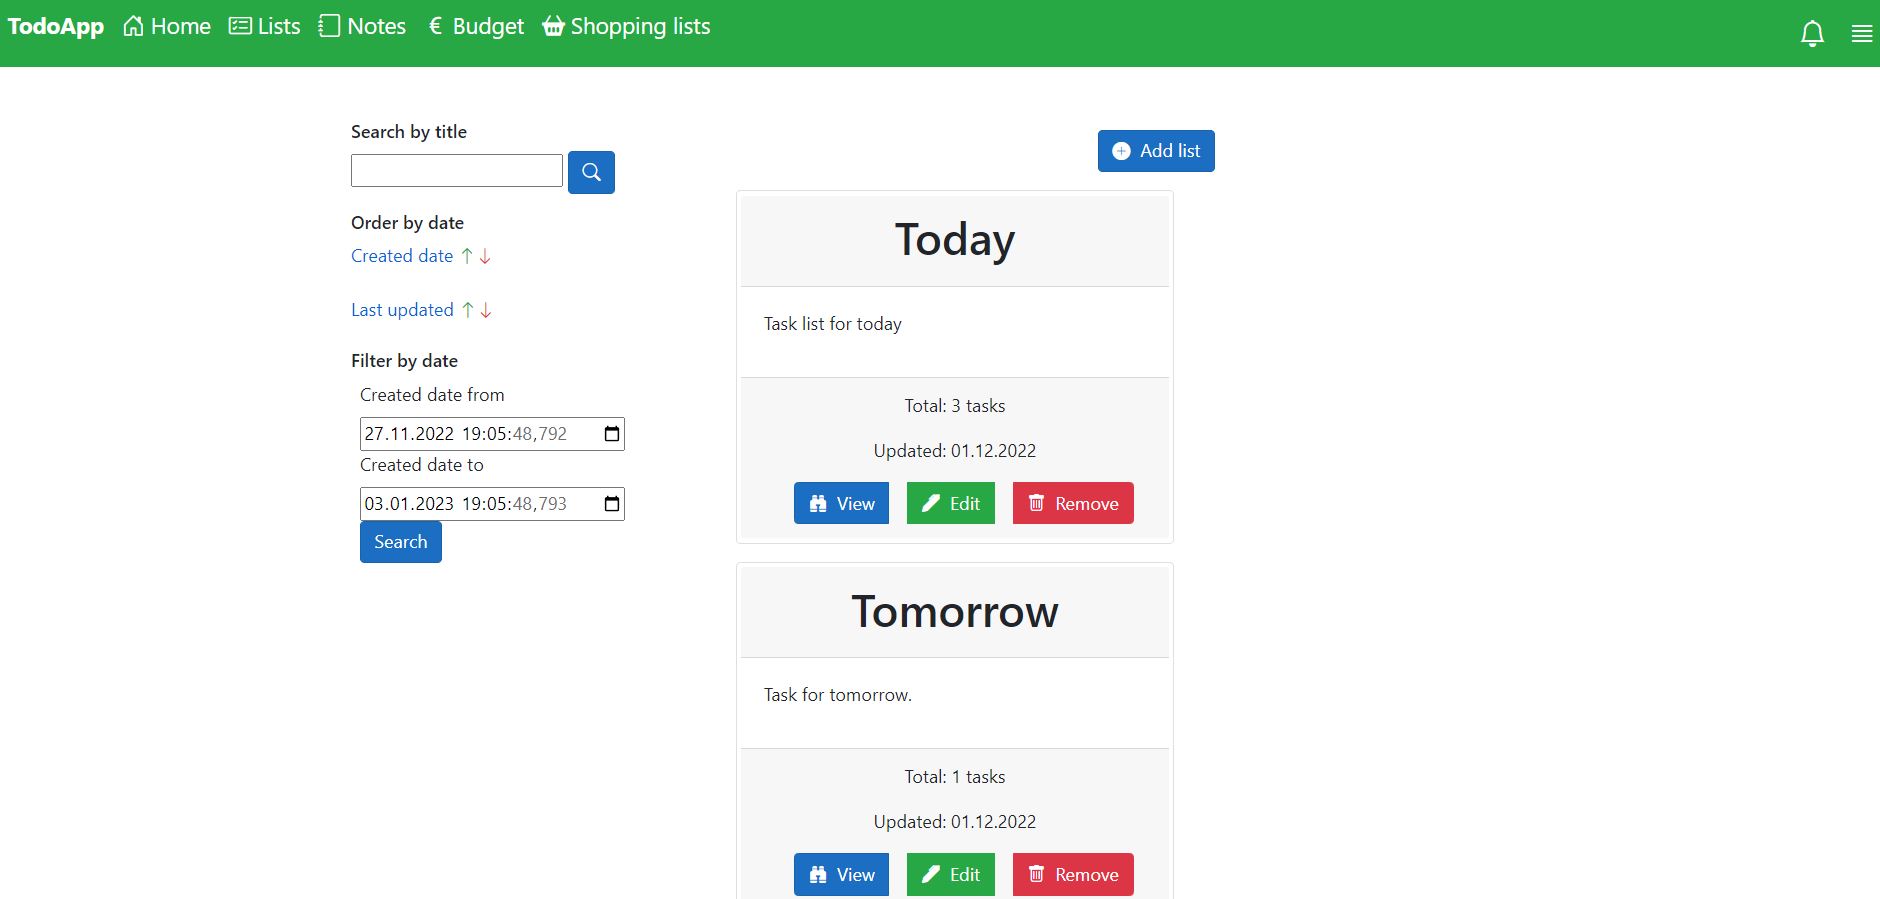 TodoApp Home Lists Notes € Budget Shopping lists
Search by title
Order by date
Created date ↑ ↓
Last updated ↑ ↓
Filter by date
Created date from
27.11.2022 19:05:48,792
Created date to
03.01.2023 19:05:48,793
Search
Add list
Today
Task list for today
Total: 3 tasks
Updated: 01.12.2022
View Edit Remove
Tomorrow
Task for tomorrow.
Total: 1 tasks
Updated: 01.12.2022
View Edit Remove